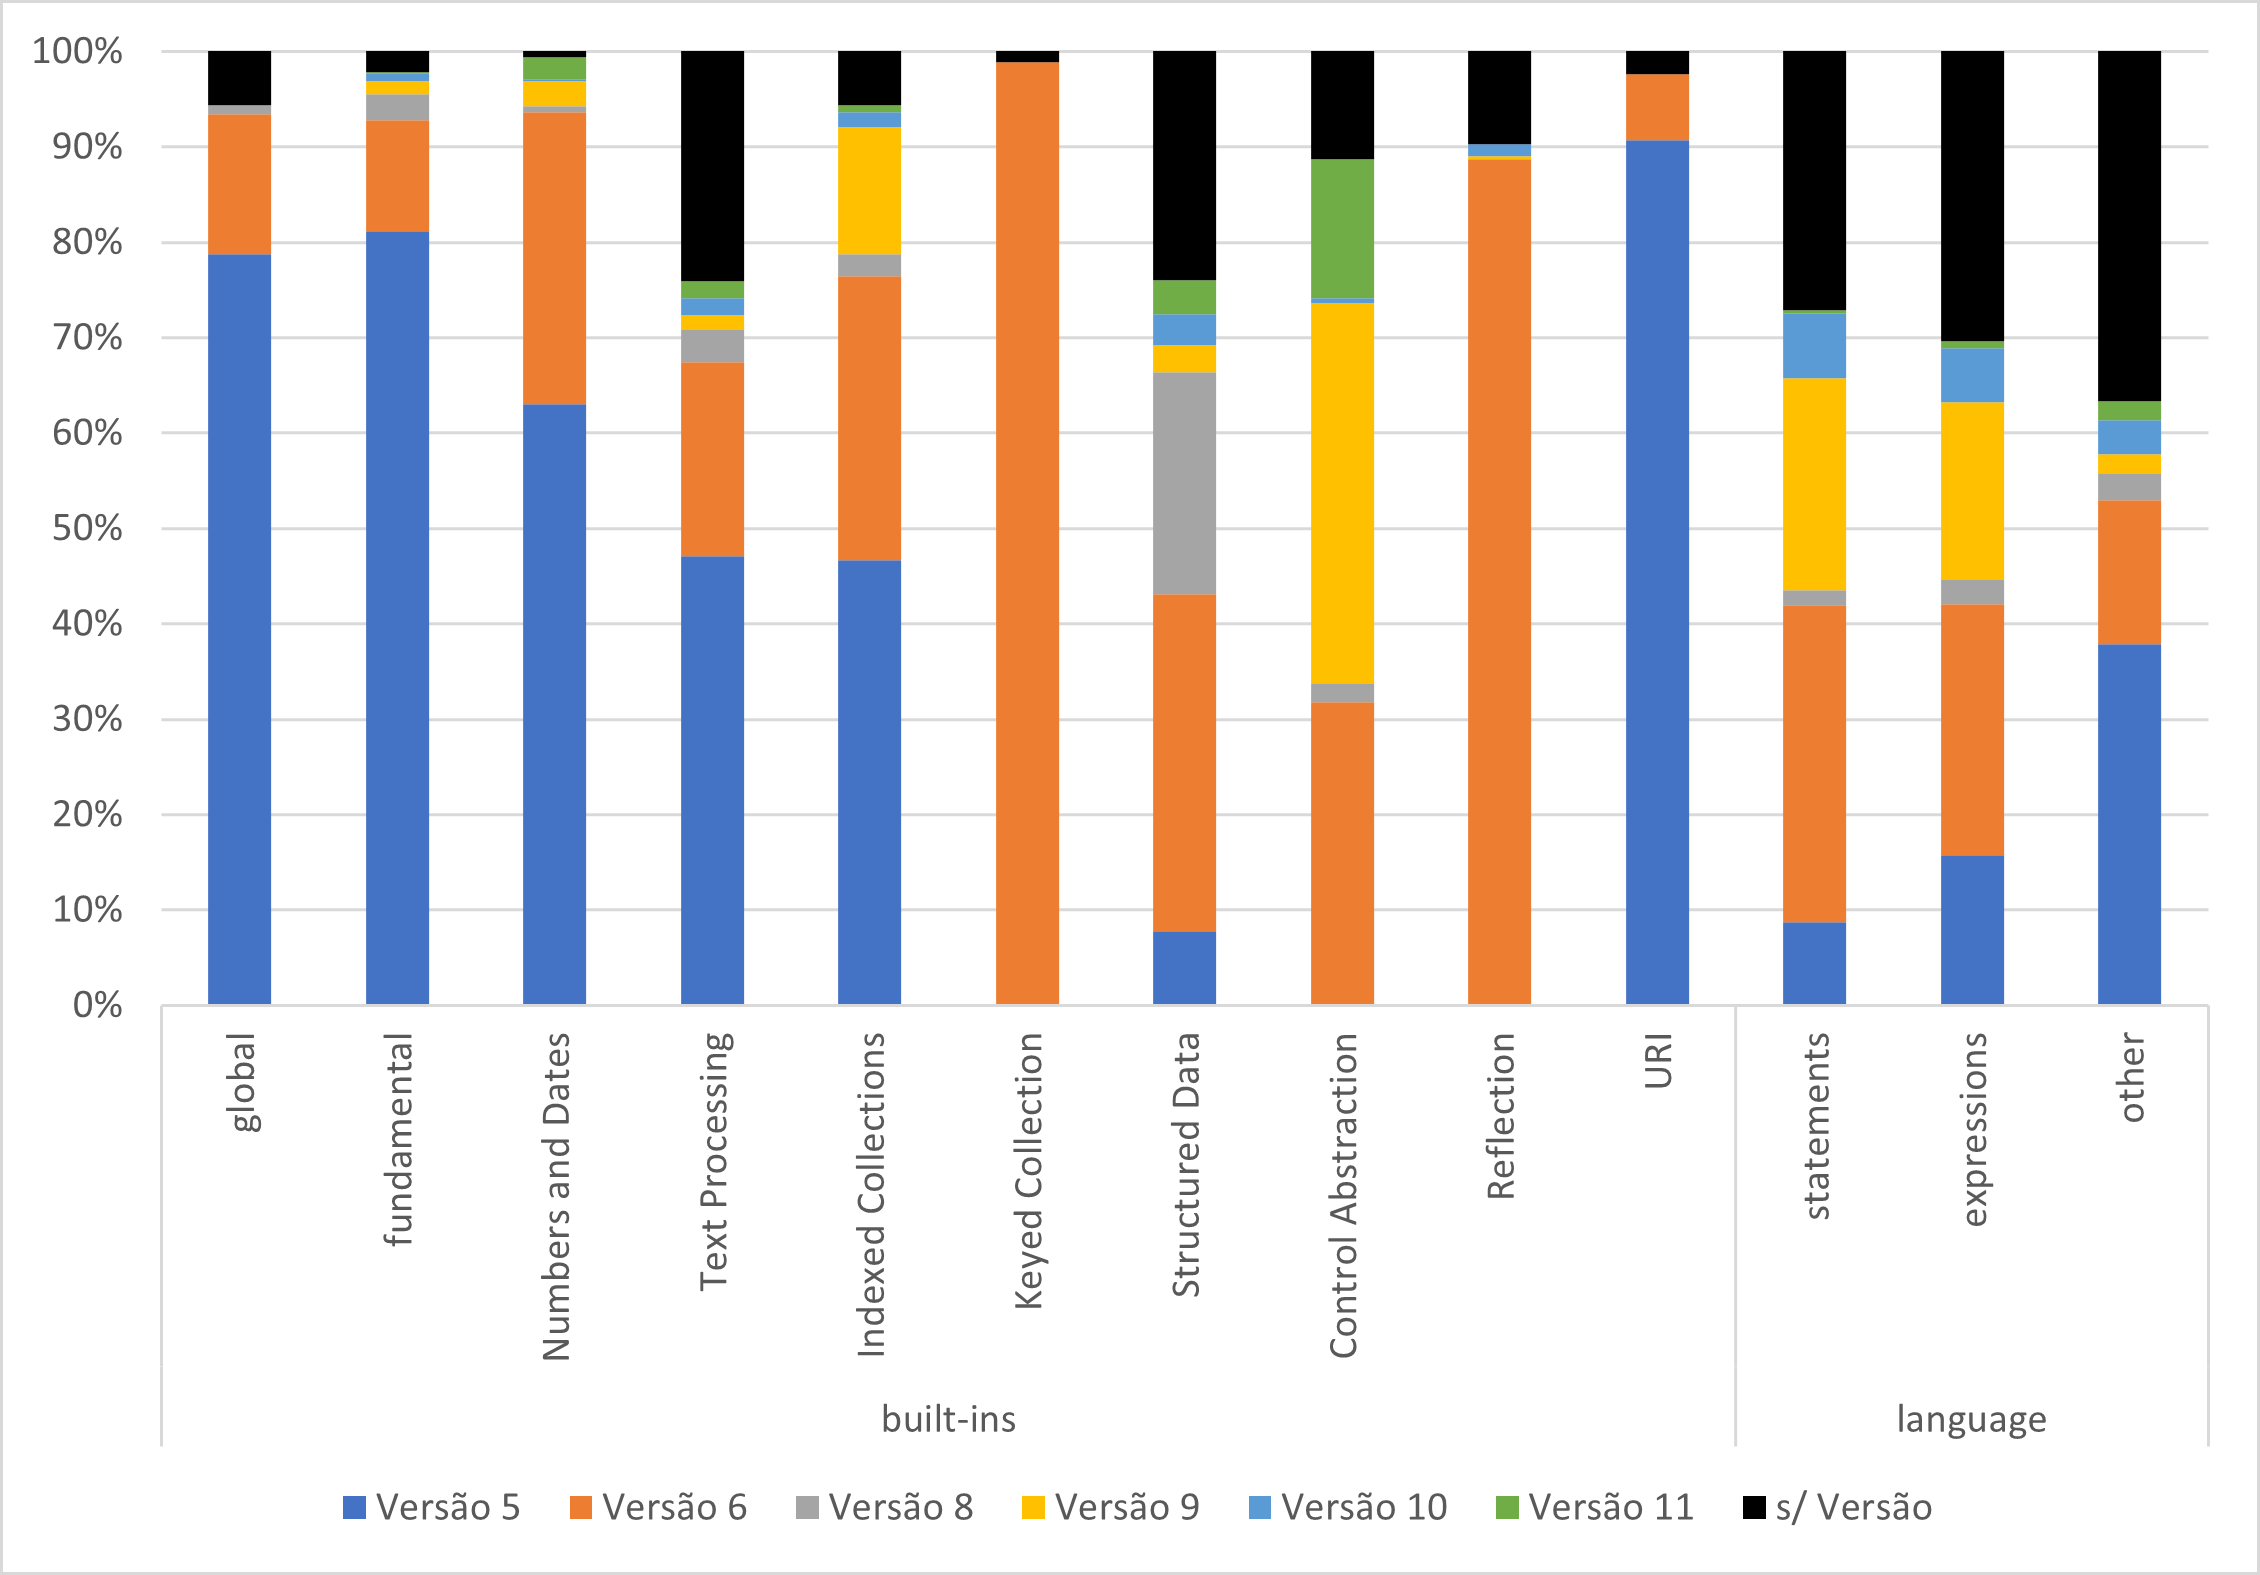 100%
90%
80%
70%
60%
50%
40%
30%
20%
10%
0%
global
fundamental
Numbers and Dates
Text Processing
Indexed Collections
Keyed Collection
Structured Data
Control Abstraction
Reflection
URI
statements
expressions
other
built-ins
language
Versão 5
Versão 6
Versão 8
Versão 9
Versão 10
Versão 11
s/ Versão